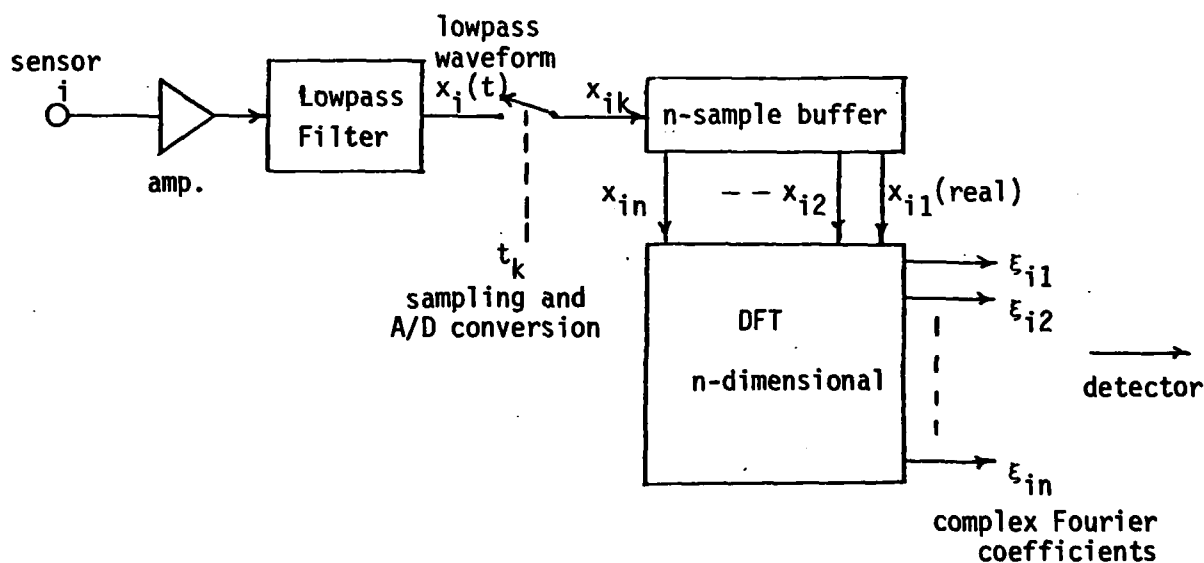 sensor
i
amp.
Lowpass
Filter
lowpass
waveform
x_i(t)
t_k
sampling and
A/D conversion
x_ik
n-sample buffer
x_in
x_i2
x_i1(real)
DFT
n-dimensional
ξ_i1
ξ_i2
ξ_in
detector
complex Fourier
coefficients